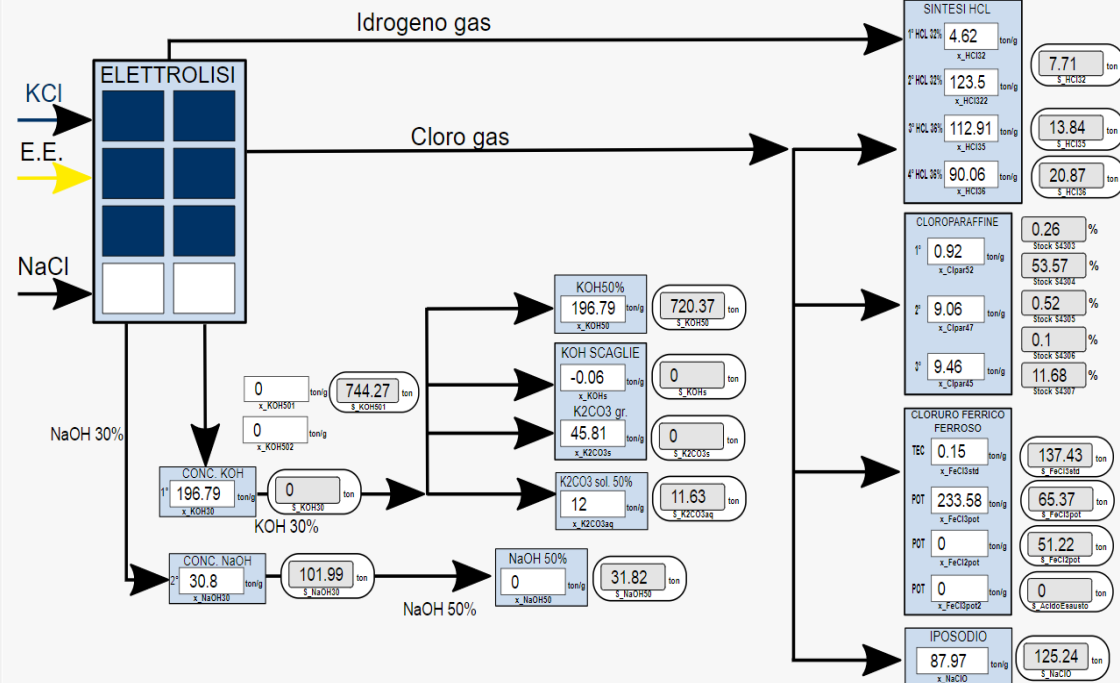 Idrogeno gas
ELETTROLISI
KCl
E.E.
NaCl
Cloro gas
SINTESI HCL
1° HCL 32% 4.62 ton/g
x_HCl32
7.71 ton
S_HCl32
2° HCL 32% 123.5 ton/g
x_HCl322
3° HCL 36% 112.91 ton/g
x_HCl35
13.84 ton
S_HCl35
4° HCL 36% 90.06 ton/g
x_HCl36
20.87 ton
S_HCl36
CLOROPARAFFINE
1° 0.92 ton/g
x_Clpar52
2° 9.06 ton/g
x_Clpar47
3° 9.46 ton/g
x_Clpar45
0.26 %
Stock S4303
53.57 %
Stock S4304
0.52 %
Stock S4305
0.1 %
Stock S4306
11.68 %
Stock S4307
KOH50%
196.79 ton/g
x_KOH50
720.37 ton
S_KOH50
KOH SCAGLIE
-0.06 ton/g
x_KOHs
0 ton
S_KOHs
K2CO3 gr.
45.81 ton/g
x_K2CO3s
0 ton
S_K2CO3s
K2CO3 sol. 50%
12 ton/g
x_K2CO3aq
11.63 ton
S_K2CO3aq
0 ton/g
x_KOH501
744.27 ton
S_KOH501
0 ton/g
x_KOH502
NaOH 30%
CONC. KOH
1° 196.79 ton/g
x_KOH30
0 ton
S_KOH30
KOH 30%
CONC. NaOH
2° 30.8 ton/g
x_NaOH30
101.99 ton
S_NaOH30
NaOH 50%
NaOH 50%
0 ton/g
x_NaOH50
31.82 ton
S_NaOH50
CLORURO FERRICO
FERROSO
TEC 0.15 ton/g
x_FeCl3std
137.43 ton
S_FeCl3std
POT 233.58 ton/g
x_FeCl3pot
65.37 ton
S_FeCl3pot
POT 0 ton/g
x_FeCl2pot
51.22 ton
S_FeCl2pot
POT 0 ton/g
x_FeCl3pot2
0 ton
S_AcidoEsausto
IPOSODIO
87.97 ton/g
x_NaClO
125.24 ton
S_NaClO